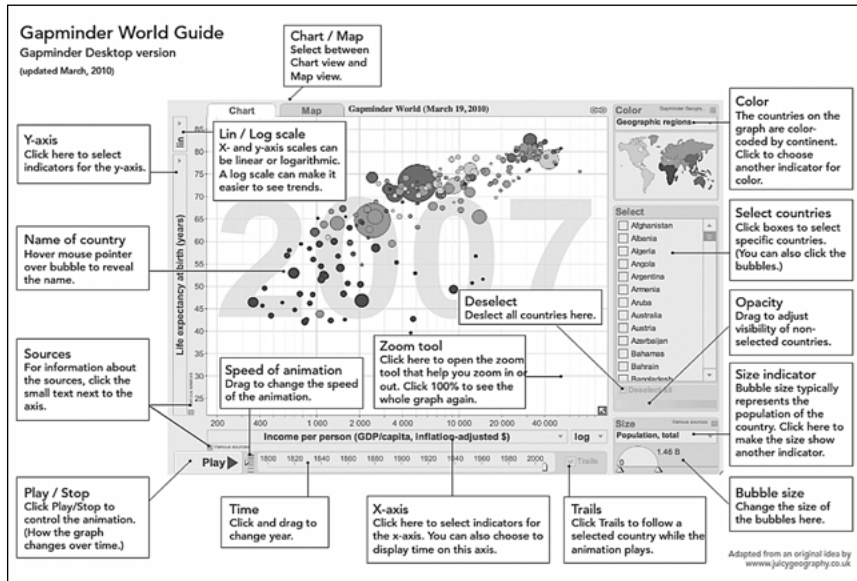 Gapminder World Guide
Gapminder Desktop version
(updated March, 2010)
Chart / Map
Select between
Chart view and
Map view.
Y-axis
Click here to select
indicators for the y-axis.
Name of country
Hover mouse pointer
over bubble to reveal
the name.
Sources
For information about
the sources, click the
small text next to the
axis.
Play / Stop
Click Play/Stop to
control the animation.
(How the graph
changes over time.)
Chart
Map
Gapminder World (March 19, 2010)
lin
Lin / Log scale
X- and y-axis scales can
be linear or logarithmic.
A log scale can make it
easier to see trends.
Life expectancy at birth (years)
85
80
75
70
65
60
55
50
45
40
35
30
25
2007
Deselect
Deslect all countries here.
Zoom tool
Click here to open the zoom
tool that help you zoom in or
out. Click 100% to see the
whole graph again.
Speed of animation
Drag to change the speed
of the animation.
200
400
1 000
2 000
4 000
10 000
20 000
40 000
Various sources
Income per person (GDP/capita, inflation-adjusted $)
log
Play
1800
1820
1840
1860
1880
1900
1920
1940
1960
1980
2000
Trails
Time
Click and drag to
change year.
X-axis
Click here to select indicators for
the x-axis. You can also choose to
display time on this axis.
Trails
Click Trails to follow a
selected country while the
animation plays.
Color
Geographic regions
Select
Afghanistan
Albania
Algeria
Angola
Argentina
Armenia
Aruba
Australia
Austria
Azerbaijan
Bahamas
Bahrain
Bangladesh
Deselect all
Size
Various sources
Population, total
1.46 B
0
Color
The countries on the
graph are color-
coded by continent.
Click to choose
another indicator for
color.
Select countries
Click boxes to select
specific countries.
(You can also click the
bubbles.)
Opacity
Drag to adjust
visibility of non-
selected countries.
Size indicator
Bubble size typically
represents the
population of the
country. Click here to
make the size show
another indicator.
Bubble size
Change the size of
the bubbles here.
Adapted from an original idea by
www.juicygeography.co.uk